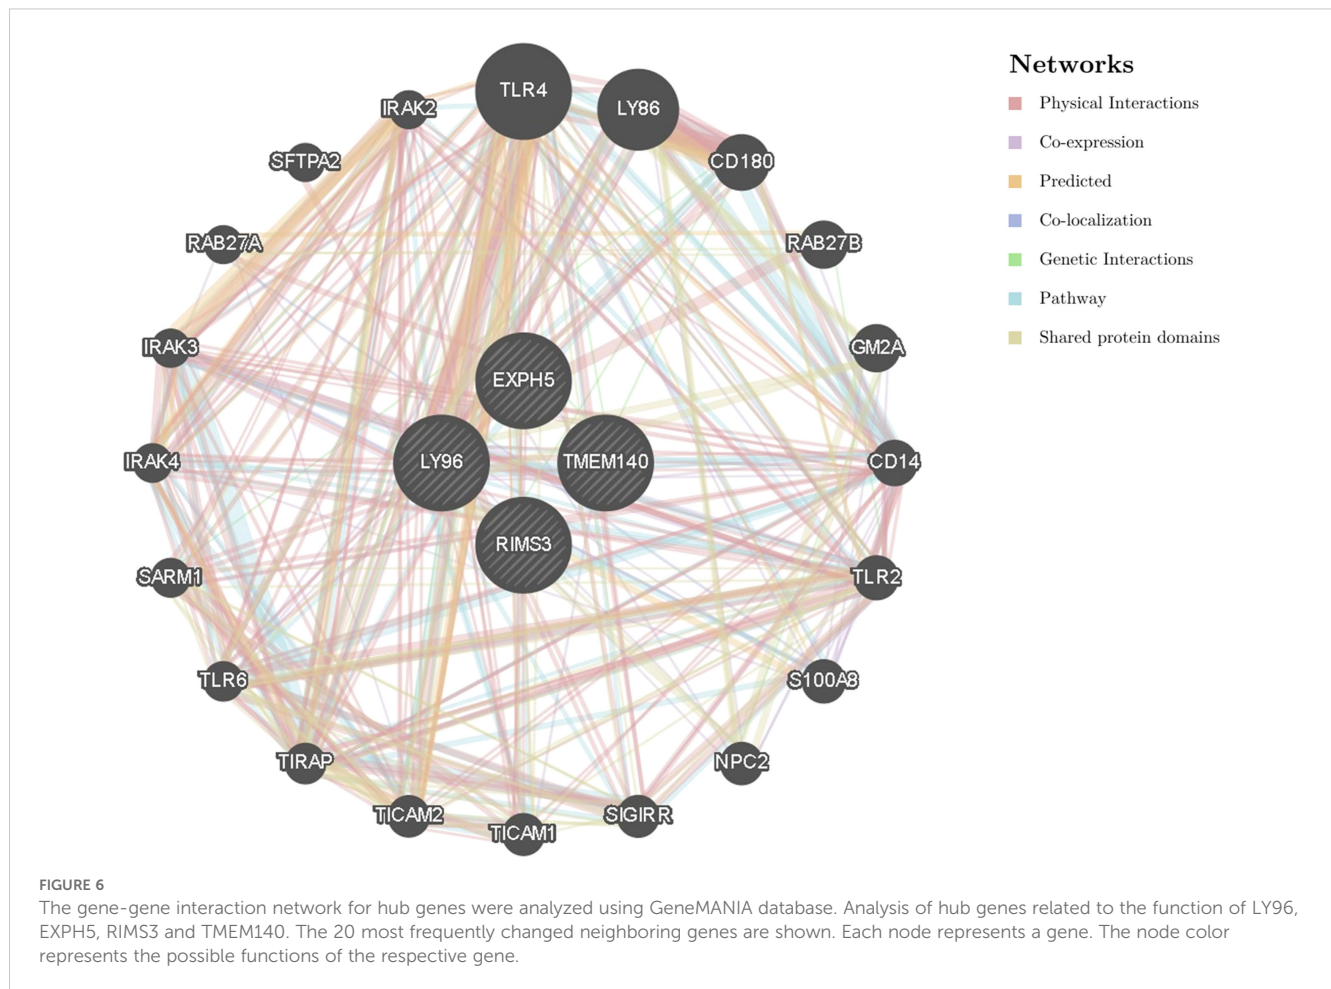 TLR4
LY86
IRAK2
CD180
SFTPA2
RAB27A
RAB27B
IRAK3
GM2A
EXPH5
IRAK4
LY96
TMEM140
CD14
RIMS3
SARM1
TLR2
TLR6
S100A8
TIRAP
NPC2
TICAM2
TICAM1
SIGIRR
Networks
Physical Interactions
Co-expression
Predicted
Co-localization
Genetic Interactions
Pathway
Shared protein domains
FIGURE 6
The gene-gene interaction network for hub genes were analyzed using GeneMANIA database. Analysis of hub genes related to the function of LY96,
EXPH5, RIMS3 and TMEM140. The 20 most frequently changed neighboring genes are shown. Each node represents a gene. The node color
represents the possible functions of the respective gene.